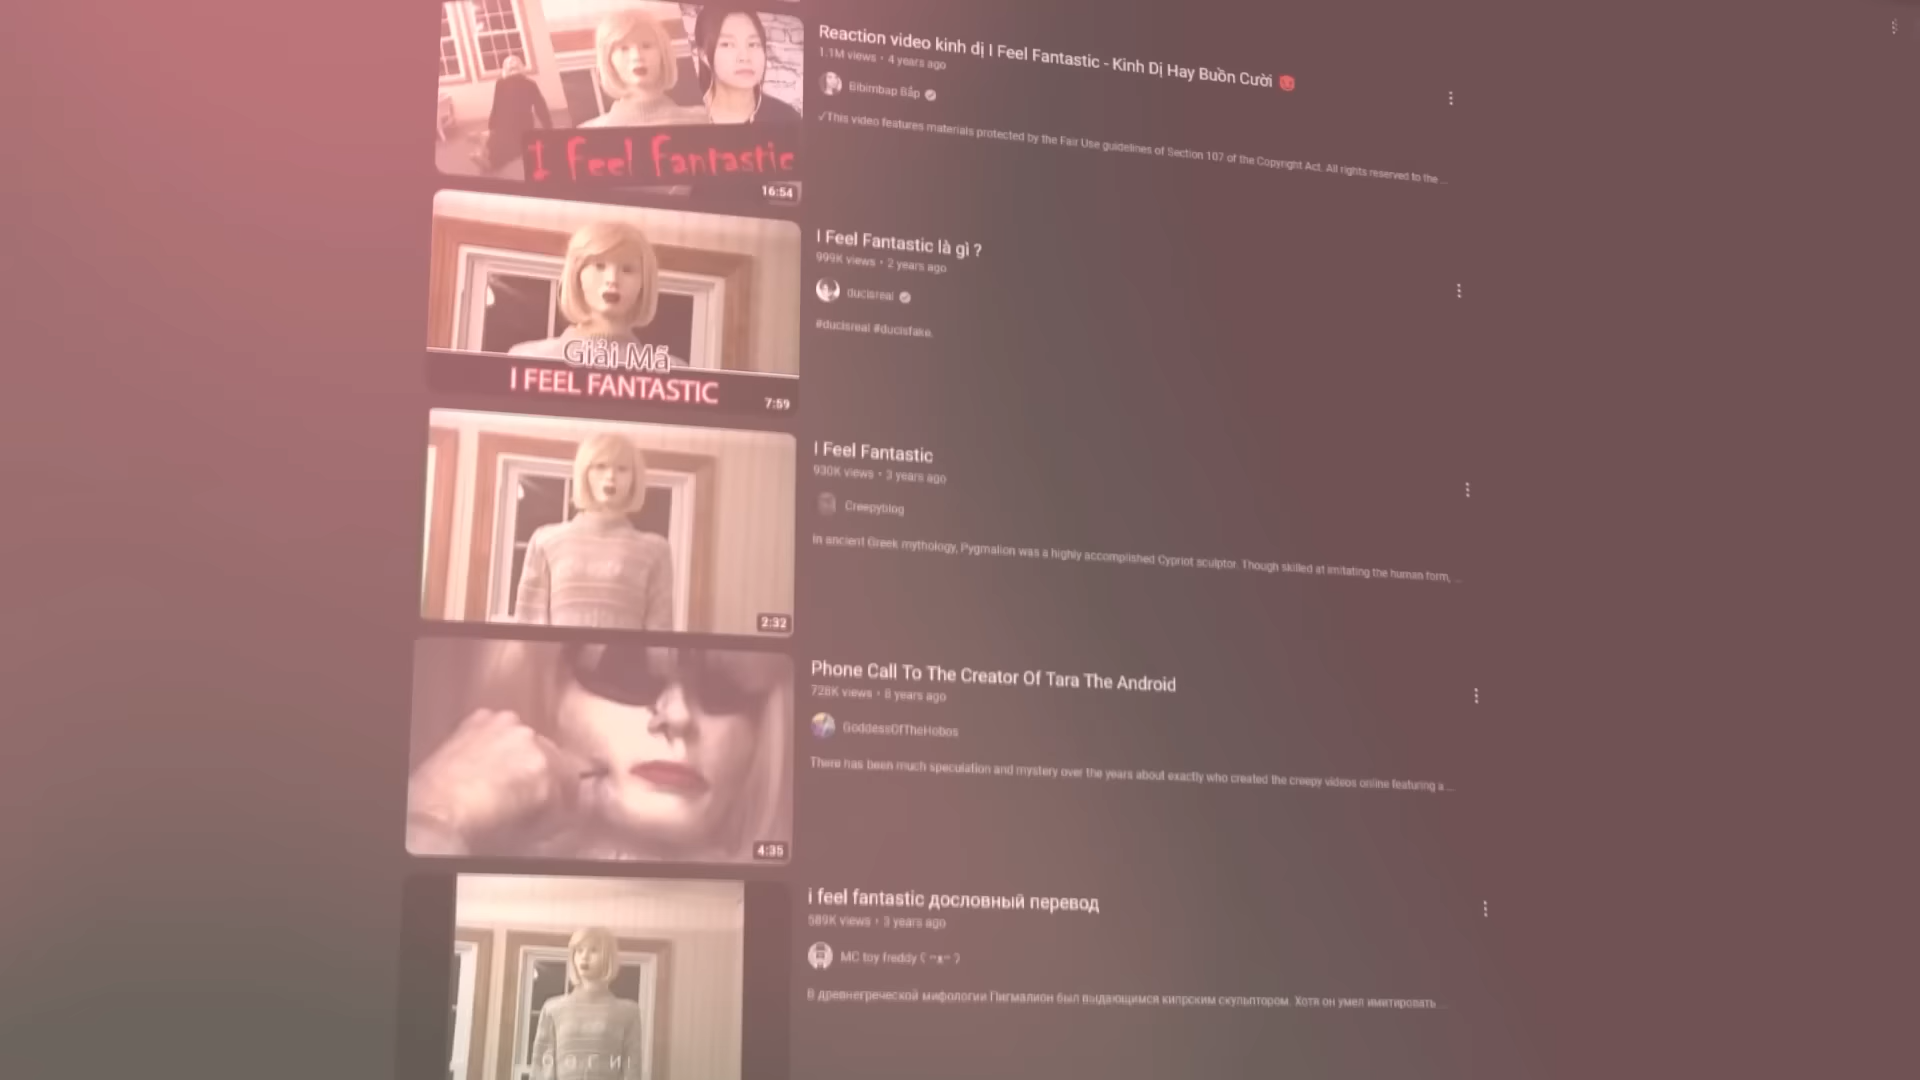 Reaction video kinh dị I Feel Fantastic - Kinh Dị Hay Buồn Cười
1.1M views • 4 years ago
Bibimbap Bắp
✓This video features materials protected by the Fair Use guidelines of Section 107 of the Copyright Act. All rights reserved to the ...
I Feel Fantastic
16:54
I Feel Fantastic là gì ?
999K views • 2 years ago
ducisreal
#ducisreal #ducisfake.
Giải Mã
I FEEL FANTASTIC
7:59
I Feel Fantastic
930K views • 3 years ago
Creepyblog
In ancient Greek mythology, Pygmalion was a highly accomplished Cypriot sculptor. Though skilled at imitating the human form, ...
2:32
Phone Call To The Creator Of Tara The Android
728K views • 8 years ago
GoddessOfTheHobos
There has been much speculation and mystery over the years about exactly who created the creepy videos online featuring a ...
4:35
i feel fantastic дословный перевод
589K views • 3 years ago
MC toy freddy
В древнегреческой мифологии Пигмалион был выдающимся кипрским скульптором. Хотя он умел имитировать ...
беги!